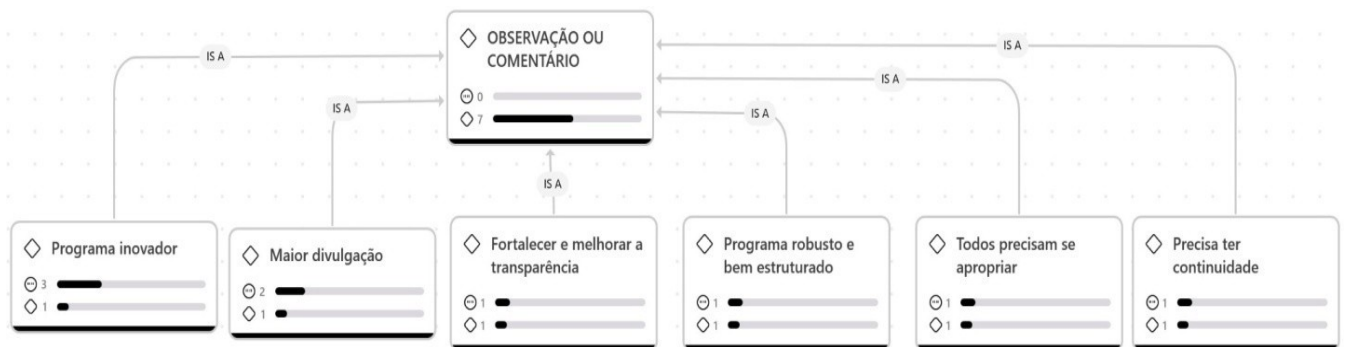 OBSERVAÇÃO OU
COMENTÁRIO
0
7
IS A
IS A
IS A
IS A
IS A
IS A
Programa inovador
3
1
Maior divulgação
2
1
Fortalecer e melhorar a
transparência
1
1
Programa robusto e
bem estruturado
1
1
Todos precisam se
apropriar
1
1
Precisa ter
continuidade
1
1